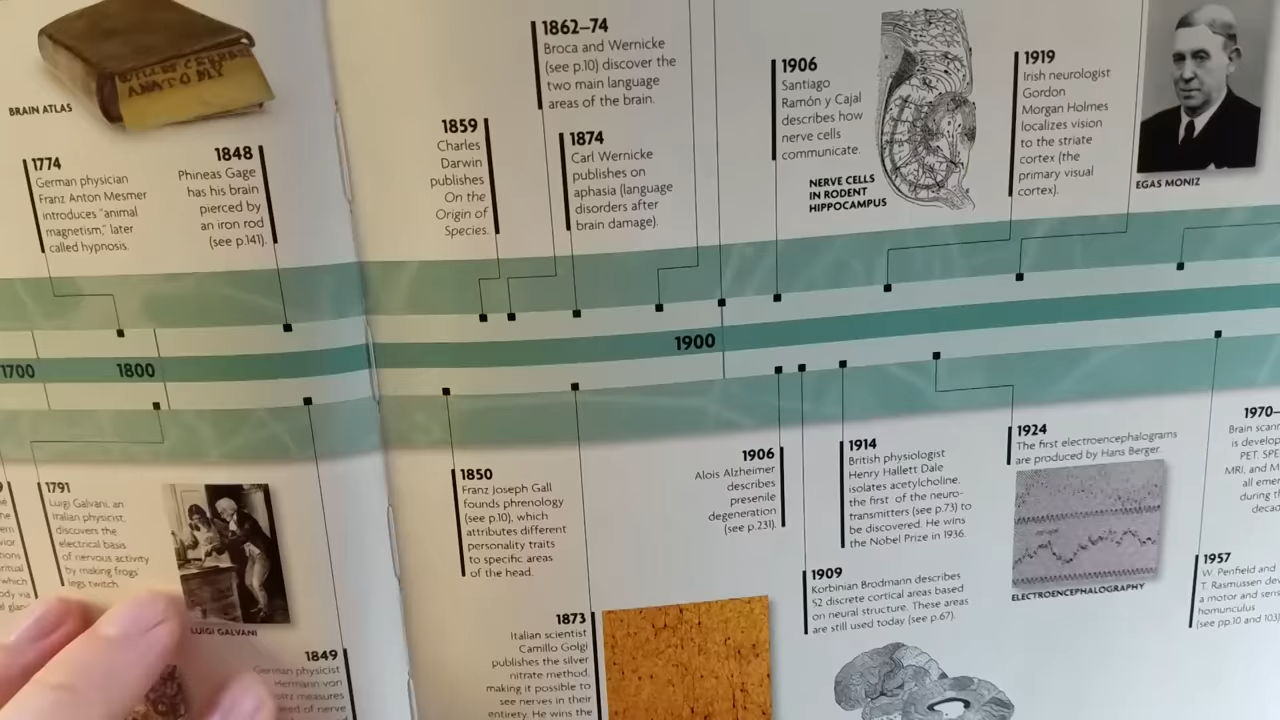 WILLES CEREBR
ANATOMY
BRAIN ATLAS
1774
German physician
Franz Anton Mesmer
introduces "animal
magnetism," later
called hypnosis.
1848
Phineas Gage
has his brain
pierced by
an iron rod
(see p.141).
1859
Charles
Darwin
publishes
On the
Origin of
Species.
1862–74
Broca and Wernicke
(see p.10) discover the
two main language
areas of the brain.
1874
Carl Wernicke
publishes on
aphasia (language
disorders after
brain damage).
1906
Santiago
Ramón y Cajal
describes how
nerve cells
communicate.
NERVE CELLS
IN RODENT
HIPPOCAMPUS
1919
Irish neurologist
Gordon
Morgan Holmes
localizes vision
to the striate
cortex (the
primary visual
cortex).
EGAS MONIZ
1700
1800
1900
1791
Luigi Galvani, an
Italian physicist,
discovers the
electrical basis
of nervous activity
by making frogs'
legs twitch.
LUIGI GALVANI
1849
German physicist
Hermann von
measures
of nerve
1850
Franz Joseph Gall
founds phrenology
(see p.10), which
attributes different
personality traits
to specific areas
of the head.
1873
Italian scientist
Camillo Golgi
publishes the silver
nitrate method,
making it possible to
see nerves in their
entirety. He wins the
1906
Alois Alzheimer
describes
presenile
degeneration
(see p.231).
1909
Korbinian Brodmann describes
52 discrete cortical areas based
on neural structure. These areas
are still used today (see p.67).
1914
British physiologist
Henry Hallett Dale
isolates acetylcholine,
the first of the neuro-
transmitters (see p.73) to
be discovered. He wins
the Nobel Prize in 1936.
1924
The first electroencephalograms
are produced by Hans Berger.
ELECTROENCEPHALOGRAPHY
1957
W. Penfield and
T. Rasmussen de
a motor and sens
homunculus
(see pp.10 and 103)
1970–
Brain scan
is develop
PET, SPE
MRI, and M
all eme
during t
decad